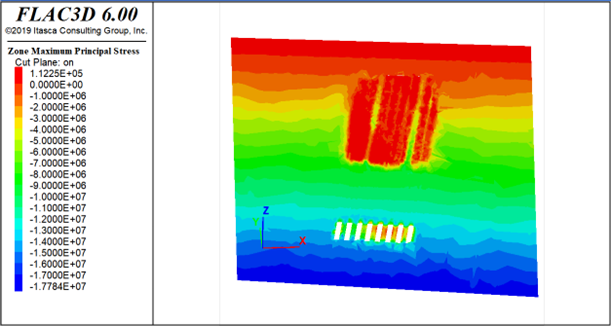 FLAC3D 6.00
©2019 Itasca Consulting Group, Inc.
Zone Maximum Principal Stress
Cut Plane: on
1.1225E+05
0.0000E+00
-1.0000E+06
-2.0000E+06
-3.0000E+06
-4.0000E+06
-5.0000E+06
-6.0000E+06
-7.0000E+06
-8.0000E+06
-9.0000E+06
-1.0000E+07
-1.1000E+07
-1.2000E+07
-1.3000E+07
-1.4000E+07
-1.5000E+07
-1.6000E+07
-1.7000E+07
-1.7784E+07
Z
X